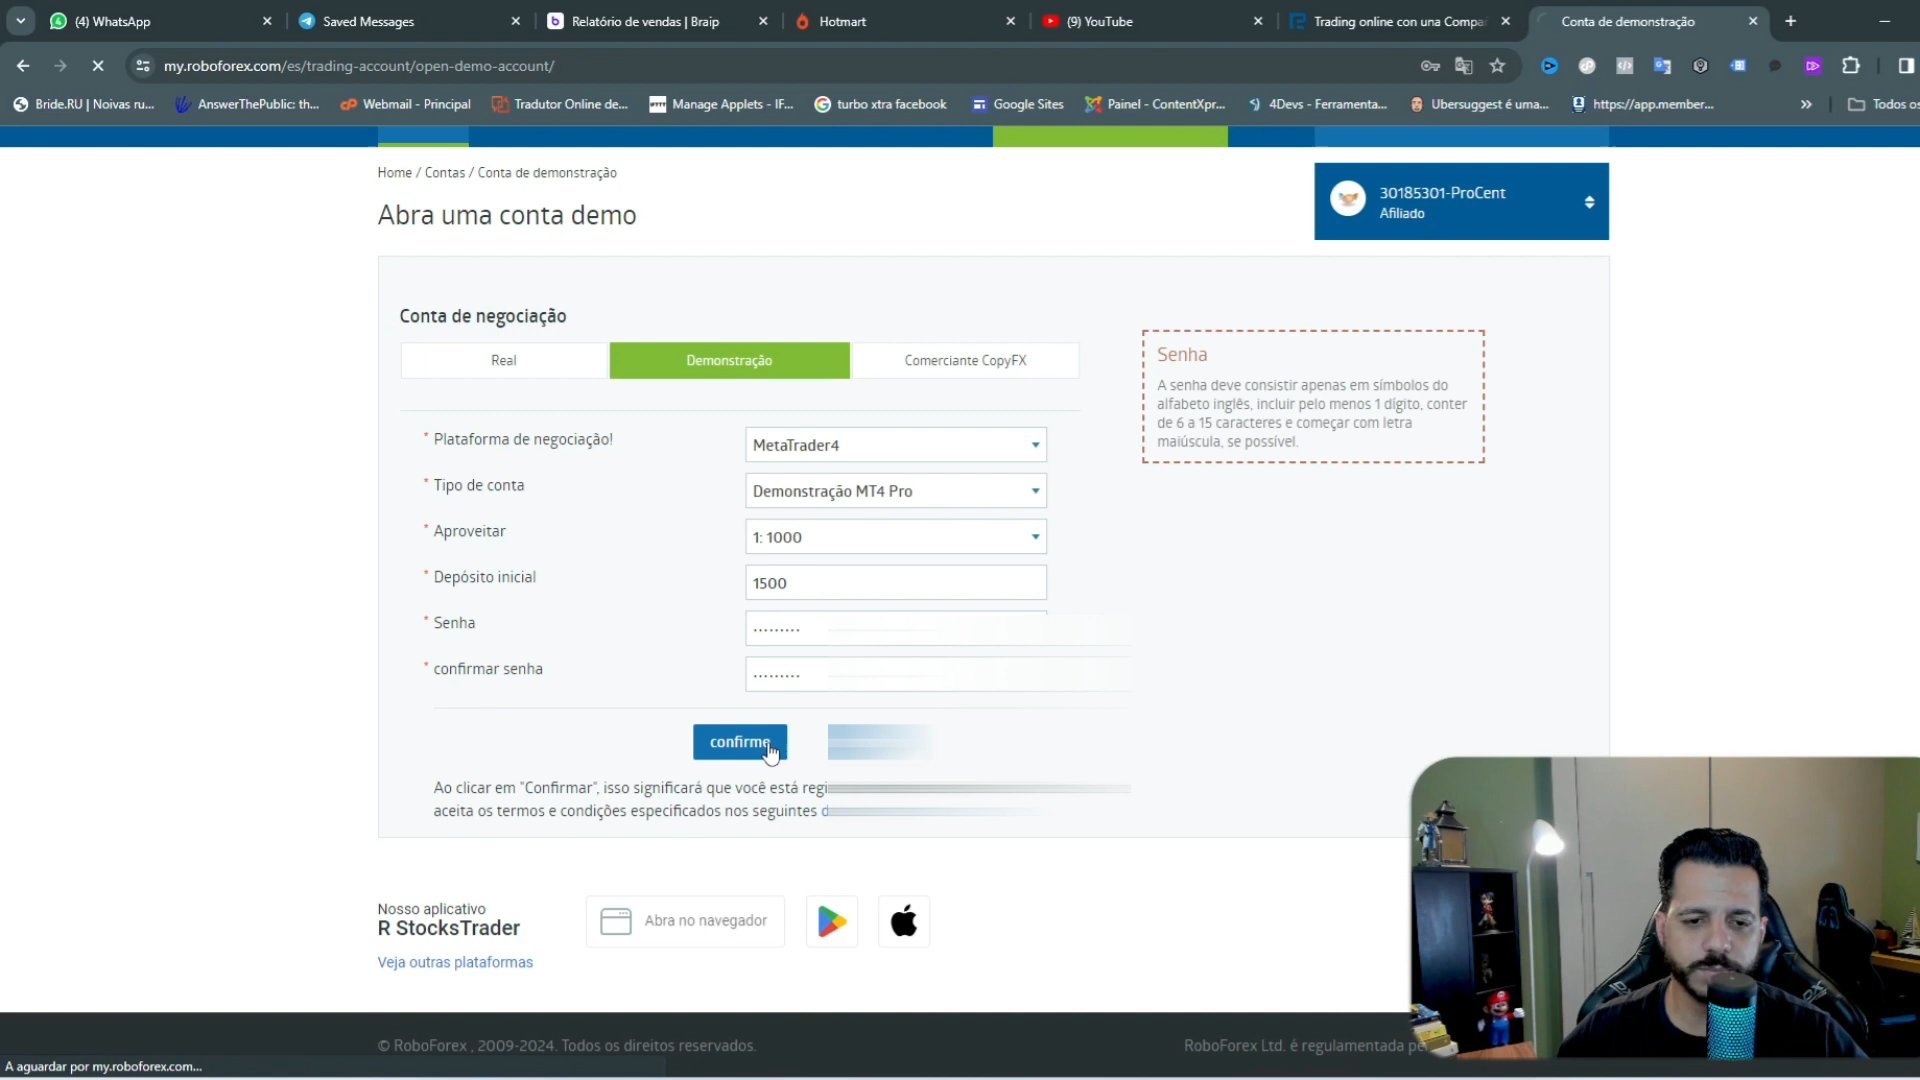 (4) WhatsApp
Saved Messages
Relatório de vendas | Braip
Hotmart
(9) YouTube
Trading online con una Compa
Conta de demonstração
my.roboforex.com/es/trading-account/open-demo-account/
Bride.RU | Noivas ru...
AnswerThePublic: th...
Webmail - Principal
Tradutor Online de...
Manage Applets - IF...
turbo xtra facebook
Google Sites
Painel - ContentXpr...
4Devs - Ferramenta...
Ubersuggest é uma...
https://app.member...
Todos os
Home / Contas / Conta de demonstração
Abra uma conta demo
30185301-ProCent
Afiliado
Conta de negociação
Real
Demonstração
Comerciante CopyFX
Senha
A senha deve consistir apenas em símbolos do
alfabeto inglês, incluir pelo menos 1 dígito, conter
de 6 a 15 caracteres e começar com letra
maiúscula, se possível.
* Plataforma de negociação!
MetaTrader4
* Tipo de conta
Demonstração MT4 Pro
* Aproveitar
1: 1000
* Depósito inicial
1500
* Senha
.........
* confirmar senha
.........
confirme
Ao clicar em "Confirmar", isso significará que você está regi
aceita os termos e condições especificados nos seguintes d
Nosso aplicativo
R StocksTrader
Abra no navegador
Veja outras plataformas
© RoboForex , 2009-2024. Todos os direitos reservados.
RoboForex Ltd. é regulamentada pe
A aguardar por my.roboforex.com...